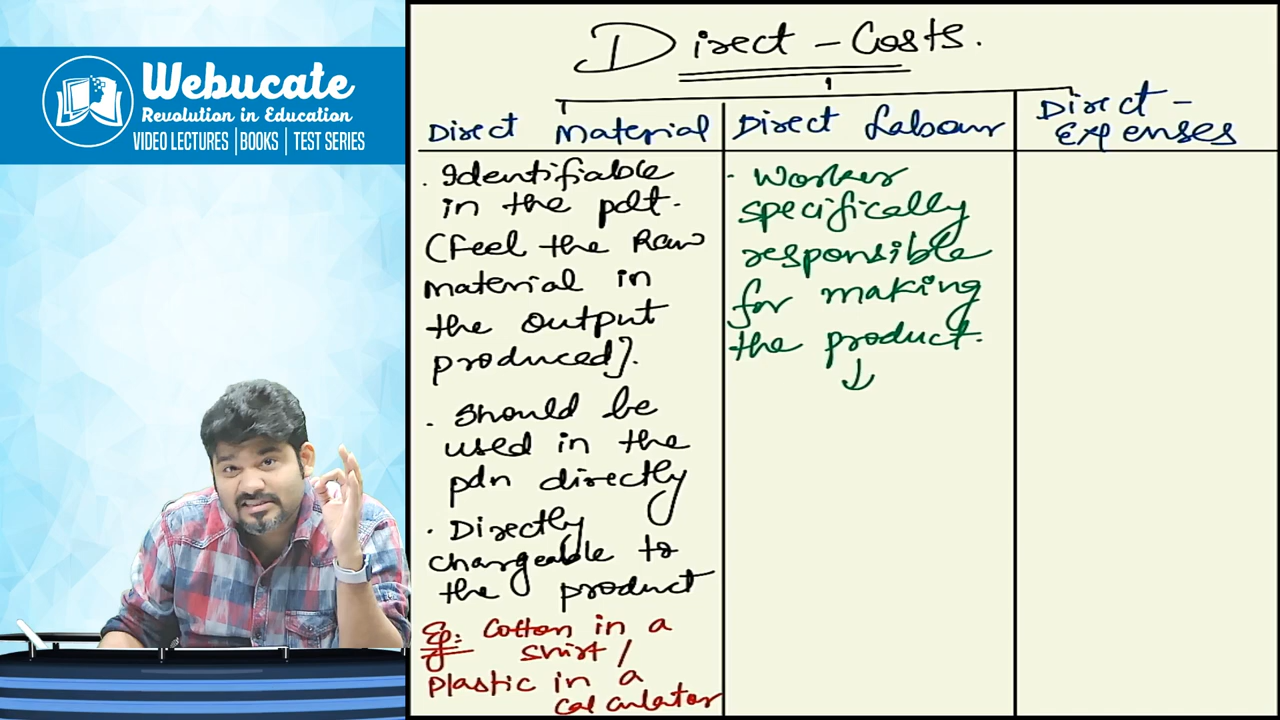 Webucate
Revolution in Education
VIDEO LECTURES | BOOKS | TEST SERIES
Direct - Costs.
Direct Material
. Identifiable
in the pdt.
(Feel the Raw
material in
the output
produced].
. Should be
used in the
pdn directly
. Directly
chargeable to
the product
Eg: Cotton in a
shirt /
plastic in a
calculator
Direct Labour
. Worker
specifically
responsible
for making
the product.
↓
Direct -
Expenses